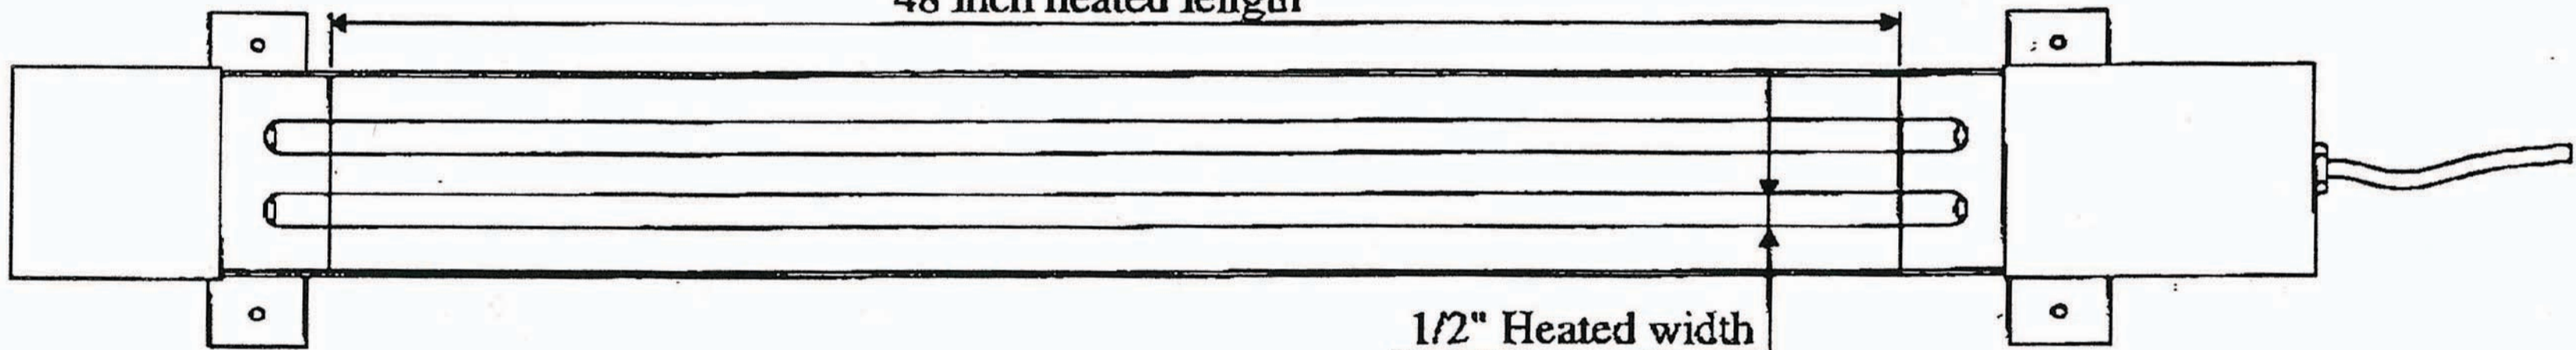 48 inch heated length
1/2" Heated width